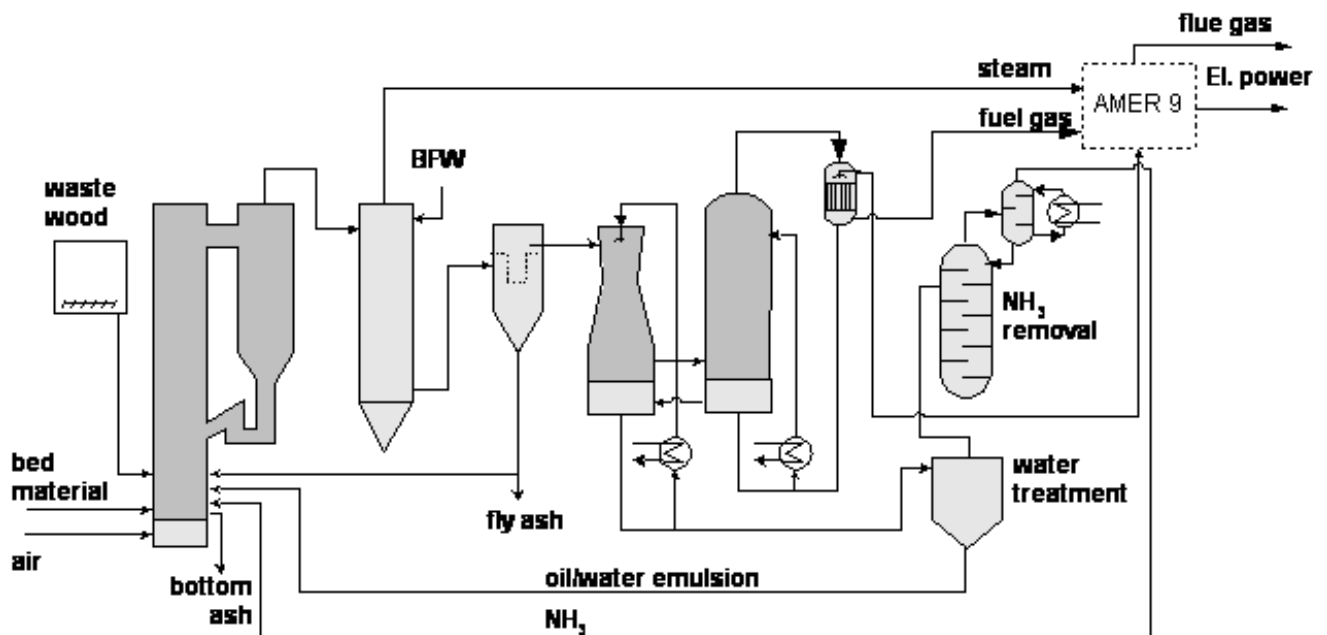 flue gas
steam
El. power
AMER 9
fuel gas
BFW
waste
wood
NH₃
removal
bed
material
water
treatment
fly ash
air
oil/water emulsion
bottom
ash
NH₃